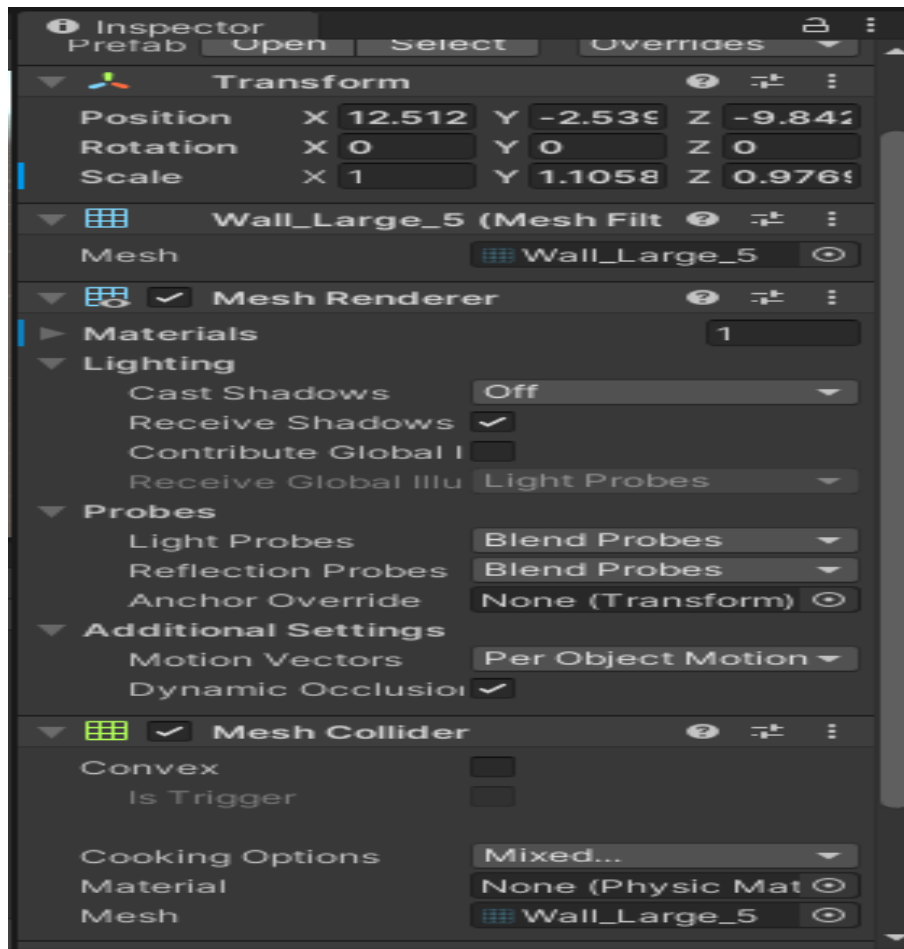 Inspector
Prefab Open Select Overrides
Transform
Position X 12.512 Y -2.539 Z -9.842
Rotation X 0 Y 0 Z 0
Scale X 1 Y 1.1058 Z 0.9769
Wall_Large_5 (Mesh Filt
Mesh Wall_Large_5
Mesh Renderer
Materials 1
Lighting
Cast Shadows Off
Receive Shadows
Contribute Global I
Receive Global Illu Light Probes
Probes
Light Probes Blend Probes
Reflection Probes Blend Probes
Anchor Override None (Transform)
Additional Settings
Motion Vectors Per Object Motion
Dynamic Occlusion
Mesh Collider
Convex
Is Trigger
Cooking Options Mixed...
Material None (Physic Mat
Mesh Wall_Large_5